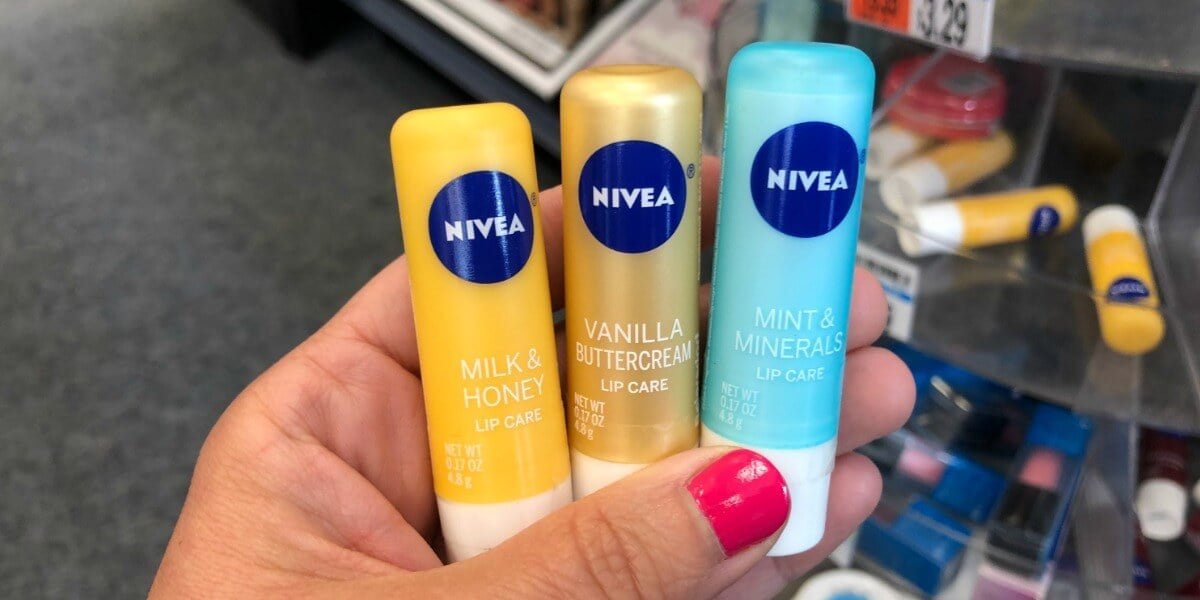 NIVEA
MILK &
HONEY
LIP CARE
NET WT
0.17 OZ
4.8 g
NIVEA
VANILLA
BUTTERCREAM
LIP CARE
NET WT
0.17 OZ
4.8 g
NIVEA
MINT &
MINERALS
LIP CARE
NET WT
0.17 OZ
4.8 g
$3.29